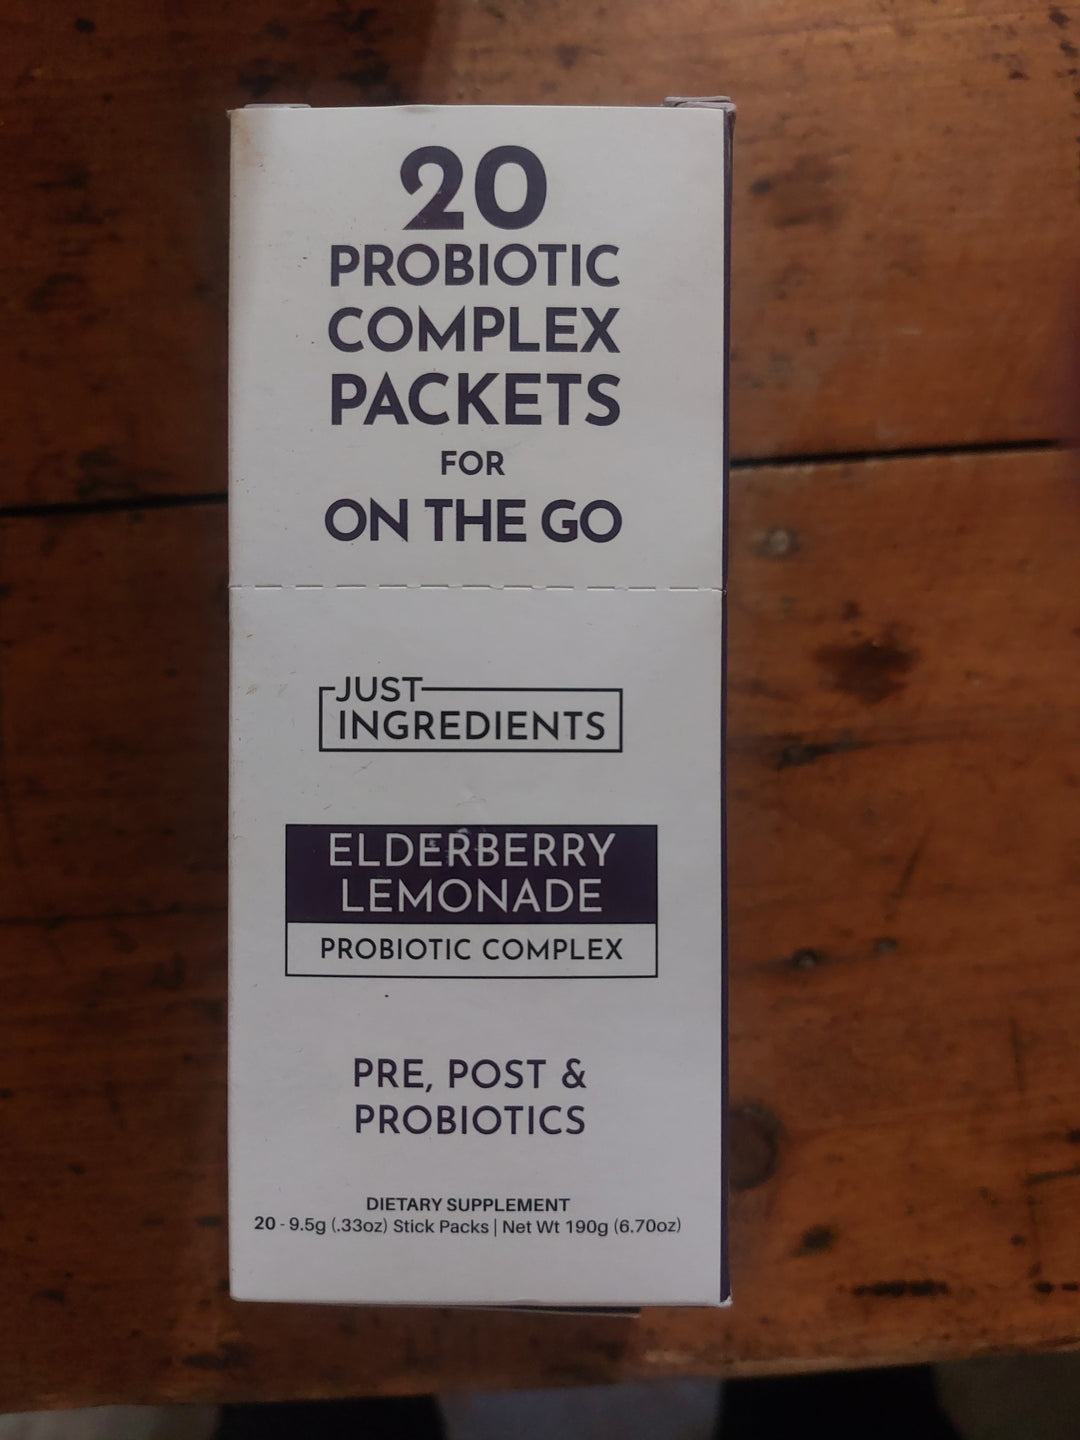 20
PROBIOTIC
COMPLEX
PACKETS
FOR
ON THE GO
JUST
INGREDIENTS
ELDERBERRY
LEMONADE
PROBIOTIC COMPLEX
PRE, POST &
PROBIOTICS
DIETARY SUPPLEMENT
20 - 9.5g (.33oz) Stick Packs | Net Wt 190g (6.70oz)